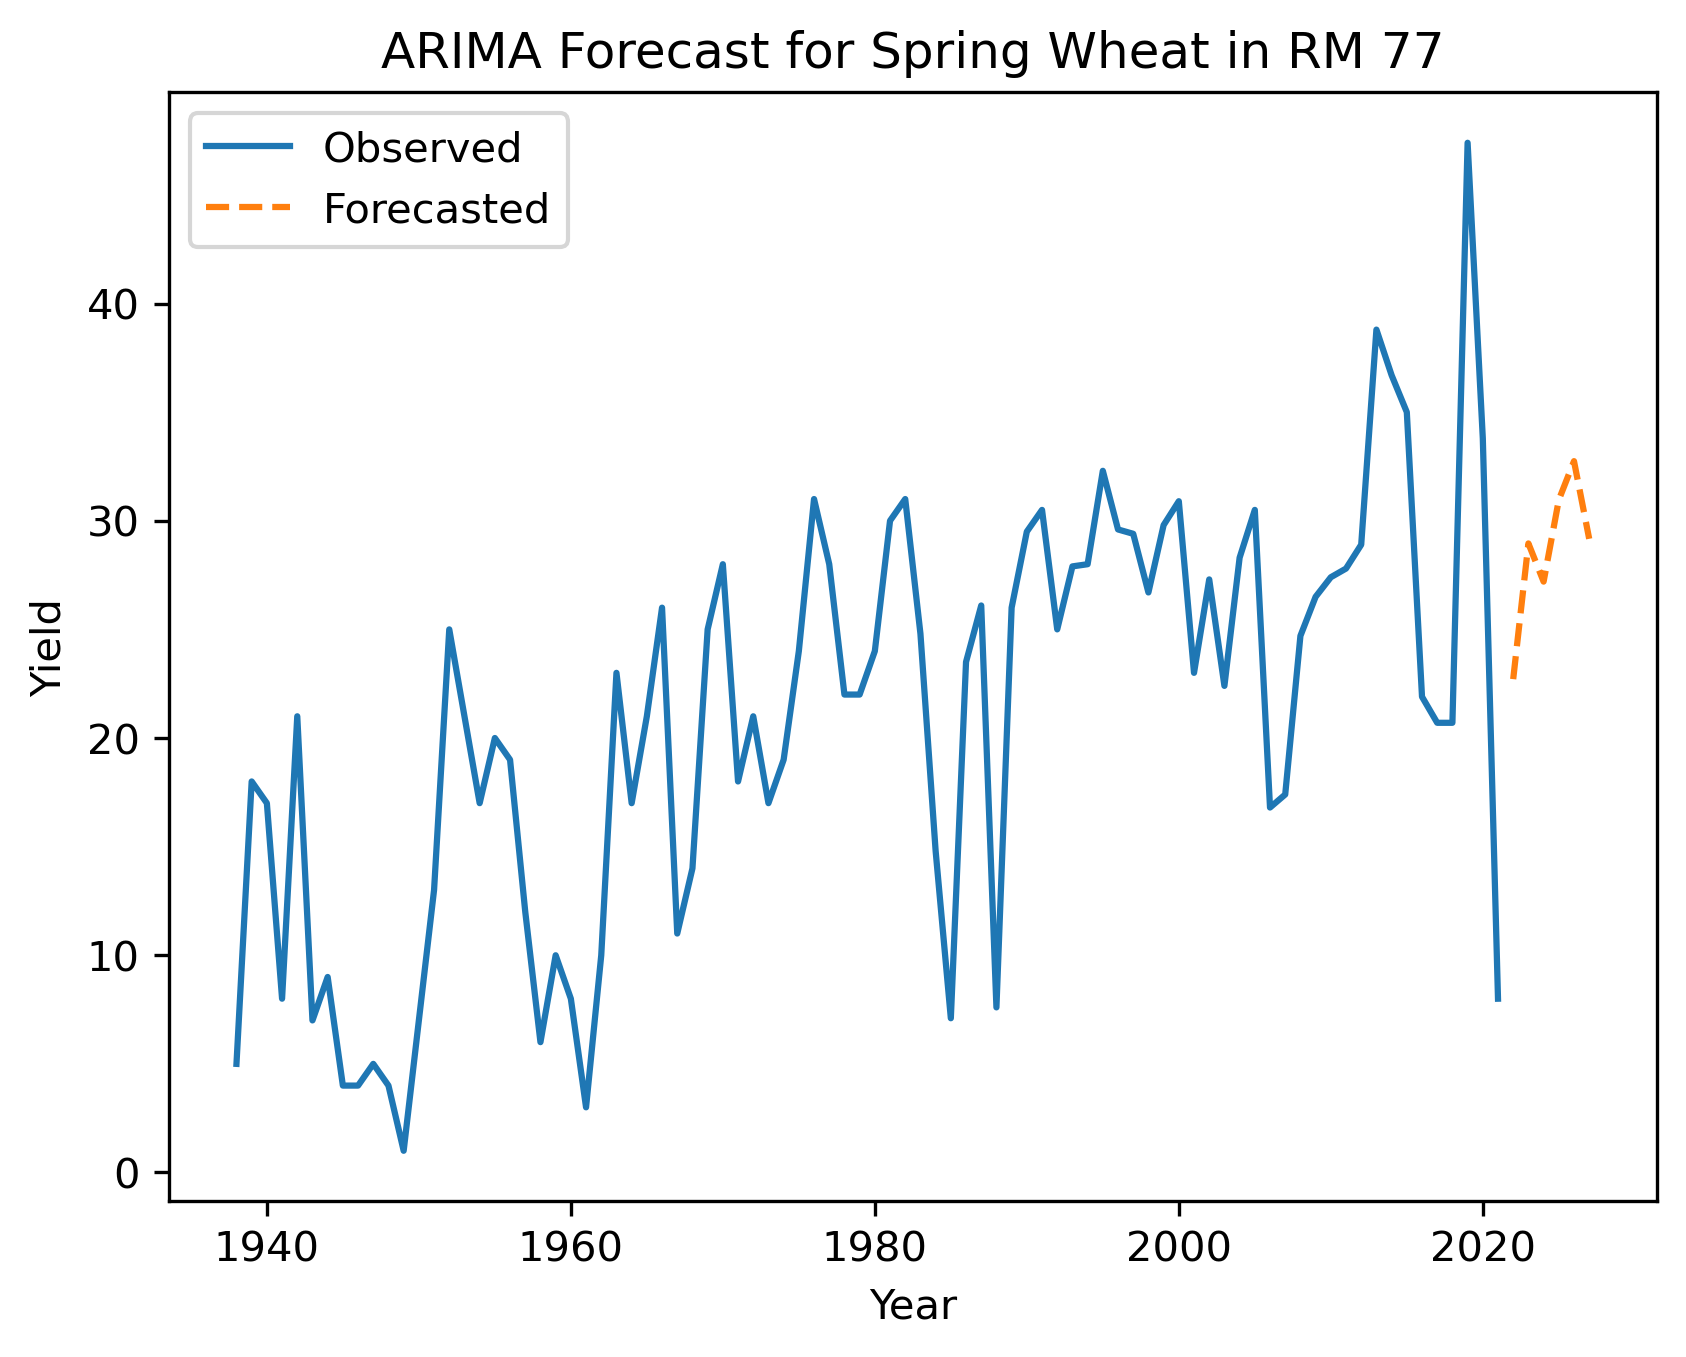 ARIMA Forecast for Spring Wheat in RM 77
Observed
Forecasted
40
30
20
10
0
Yield
1940 1960 1980 2000 2020
Year